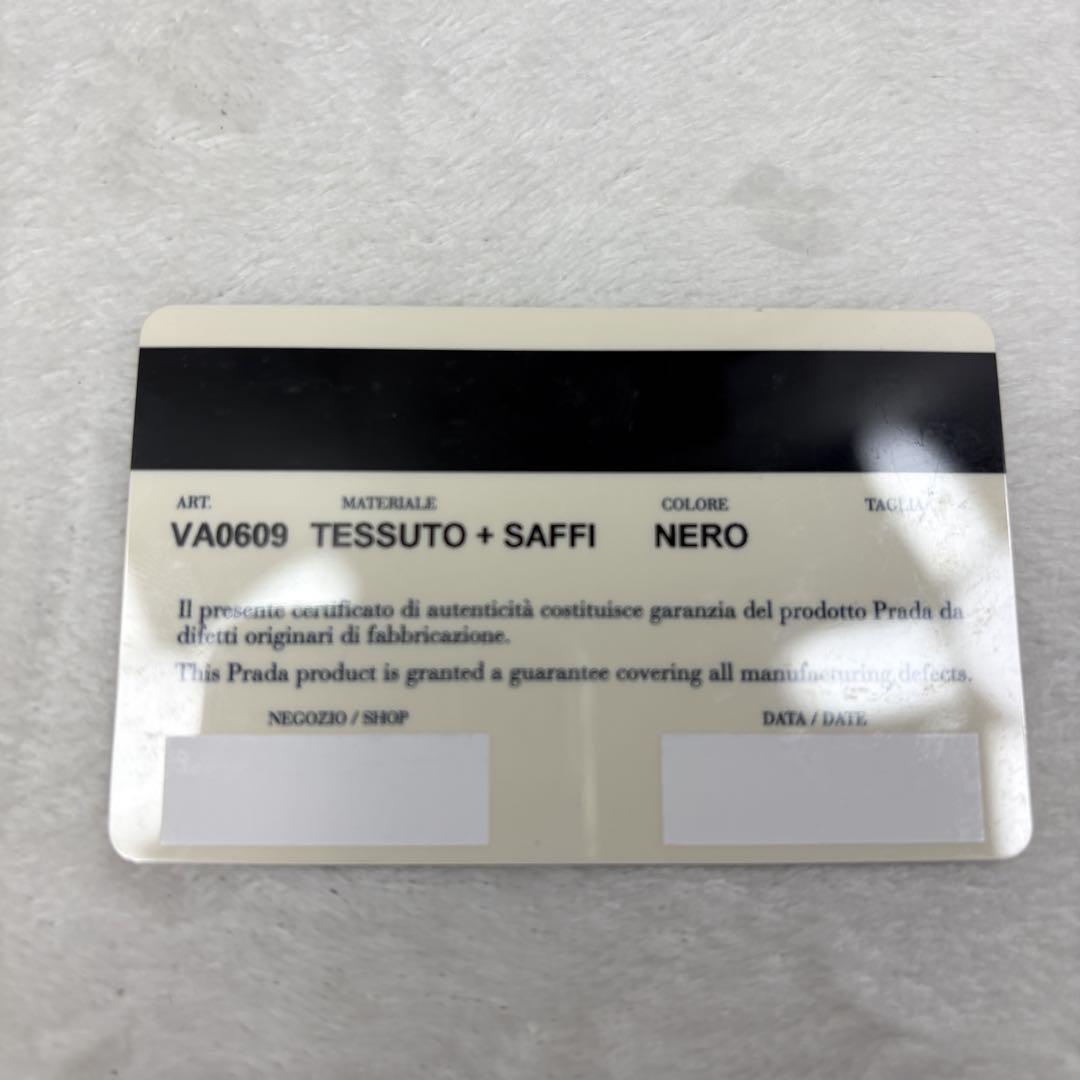 ART. MATERIALE COLORE TAGLIA
VA0609 TESSUTO + SAFFI NERO
Il presente certificato di autenticità costituisce garanzia del prodotto Prada da
difetti originari di fabbricazione.
This Prada product is granted a guarantee covering all manufacturing defects.
NEGOZIO / SHOP DATA / DATE